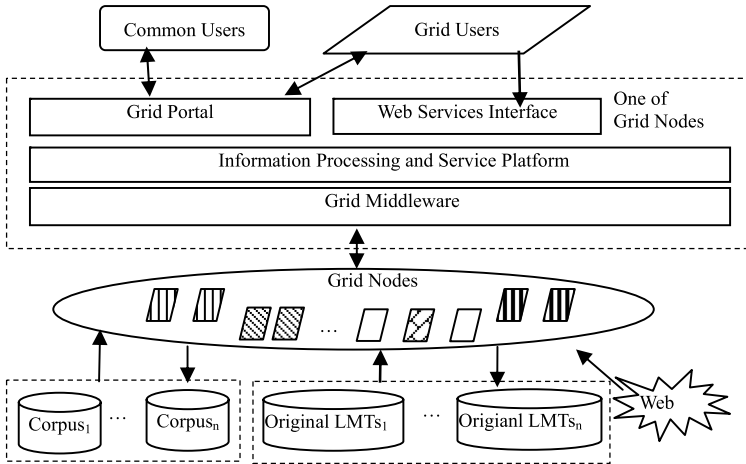 Common Users
Grid Users
Grid Portal
Web Services Interface
One of
Grid Nodes
Information Processing and Service Platform
Grid Middleware
Grid Nodes
...
Corpus1
...
Corpusn
Original LMTs1
...
Origianl LMTsn
Web